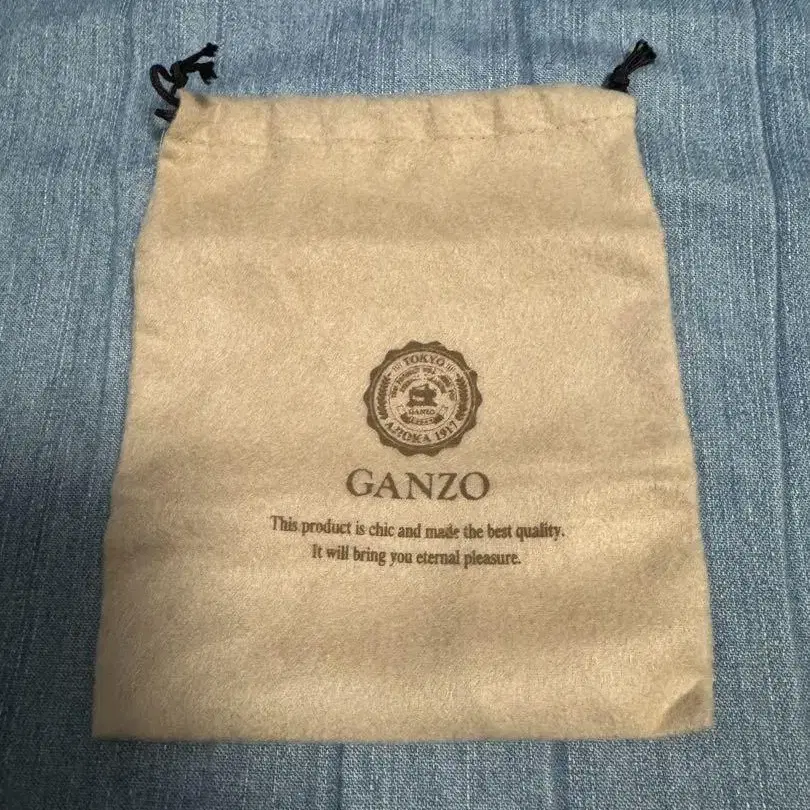 TOKYO
GANZO
AJIOKA 1917
GANZO
This product is chic and made the best quality.
It will bring you eternal pleasure.